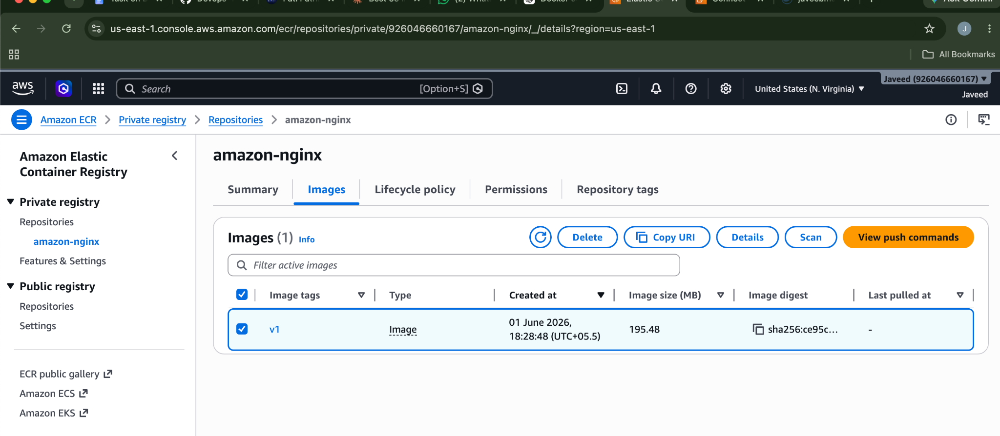 us-east-1.console.aws.amazon.com/ecr/repositories/private/926046660167/amazon-nginx/_/details?region=us-east-1
J
All Bookmarks
aws
Search
[Option+S]
United States (N. Virginia)
Javeed (926046660167)
Javeed
Amazon ECR
Private registry
Repositories
amazon-nginx
Amazon Elastic
Container Registry
Private registry
Repositories
amazon-nginx
Features & Settings
Public registry
Repositories
Settings
ECR public gallery
Amazon ECS
Amazon EKS
amazon-nginx
Summary
Images
Lifecycle policy
Permissions
Repository tags
Images (1) Info
Delete
Copy URI
Details
Scan
View push commands
Filter active images
Image tags
Type
Created at
Image size (MB)
Image digest
Last pulled at
v1
Image
01 June 2026,
18:28:48 (UTC+05.5)
195.48
sha256:ce95c...
-